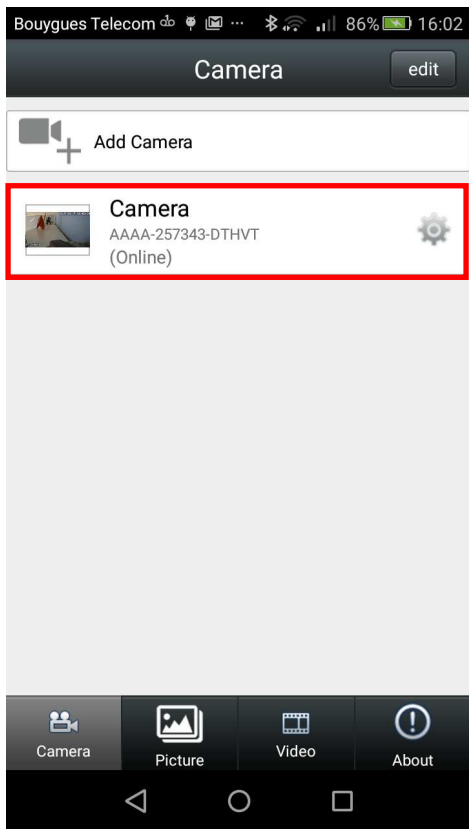 Bouygues Telecom 86% 16:02
Camera edit
Add Camera
Camera
AAAA-257343-DTHVT
(Online)
Camera Picture Video About